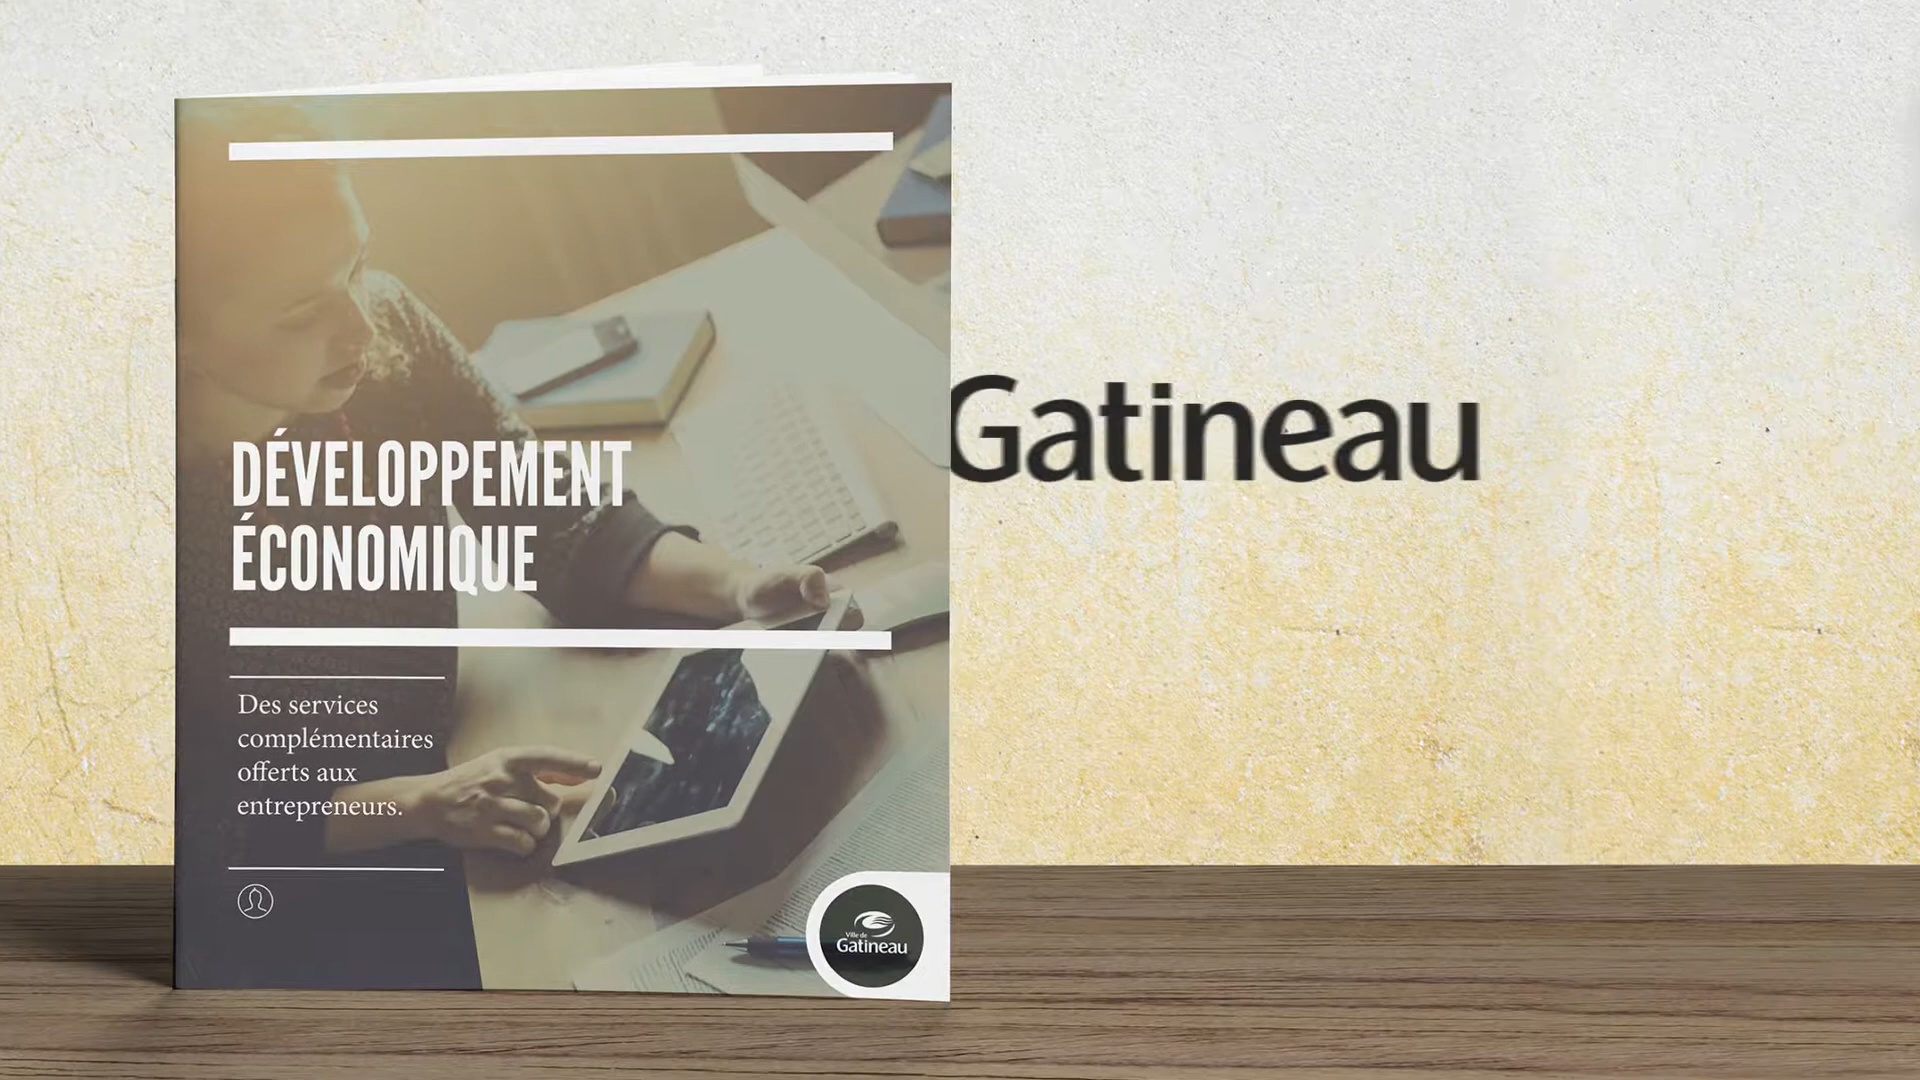 DÉVELOPPEMENT
ÉCONOMIQUE
Des services
complémentaires
offerts aux
entrepreneurs.
Ville de
Gatineau
Gatineau